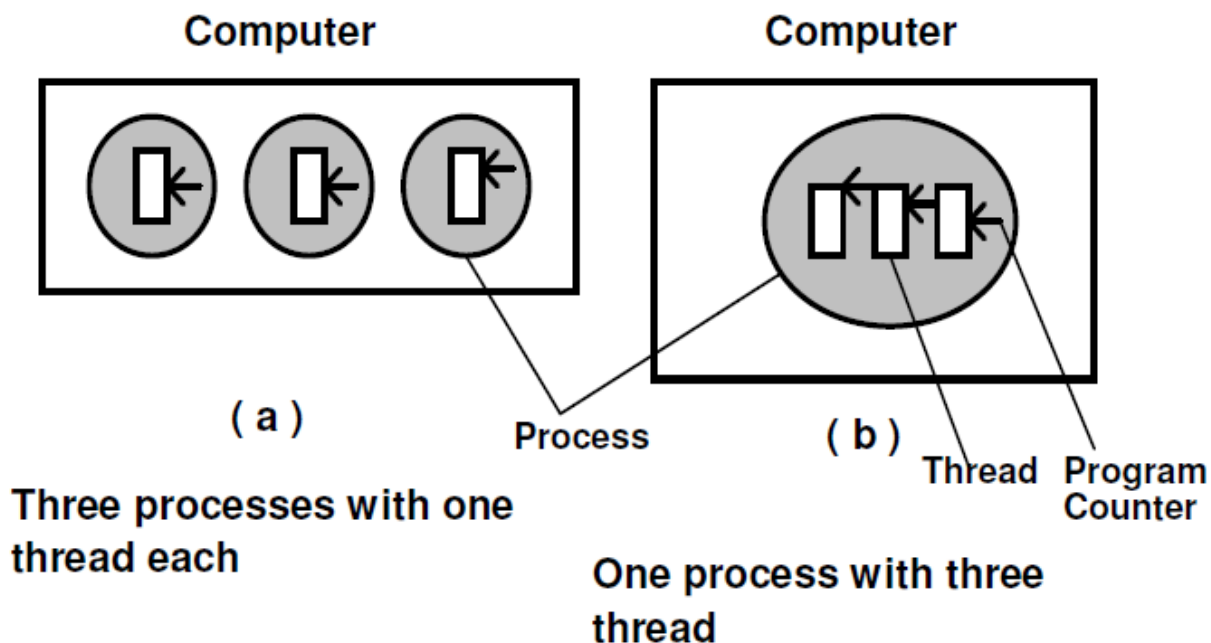 Computer
Computer
( a )
Process
( b )
Thread
Program
Counter
Three processes with one
thread each
One process with three
thread